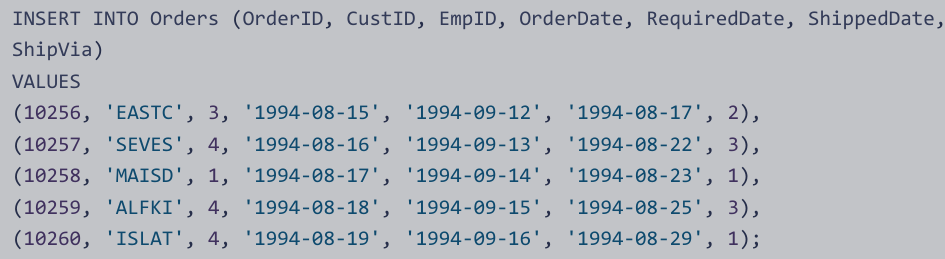 INSERT INTO Orders (OrderID, CustID, EmpID, OrderDate, RequiredDate, ShippedDate,
ShipVia)
VALUES
(10256, 'EASTC', 3, '1994-08-15', '1994-09-12', '1994-08-17', 2),
(10257, 'SEVES', 4, '1994-08-16', '1994-09-13', '1994-08-22', 3),
(10258, 'MAISD', 1, '1994-08-17', '1994-09-14', '1994-08-23', 1),
(10259, 'ALFKI', 4, '1994-08-18', '1994-09-15', '1994-08-25', 3),
(10260, 'ISLAT', 4, '1994-08-19', '1994-09-16', '1994-08-29', 1);